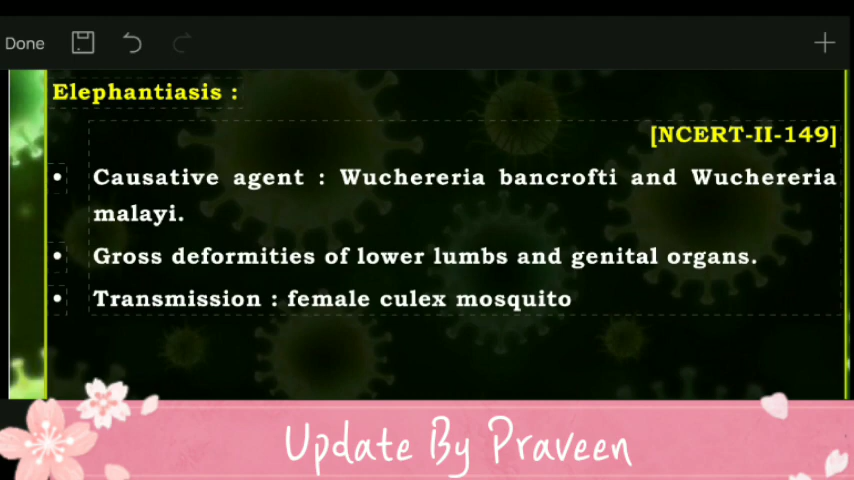 Done
Elephantiasis :
[NCERT-II-149]
• Causative agent : Wuchereria bancrofti and Wuchereria
malayi.
• Gross deformities of lower lumbs and genital organs.
• Transmission : female culex mosquito
Update By Praveen